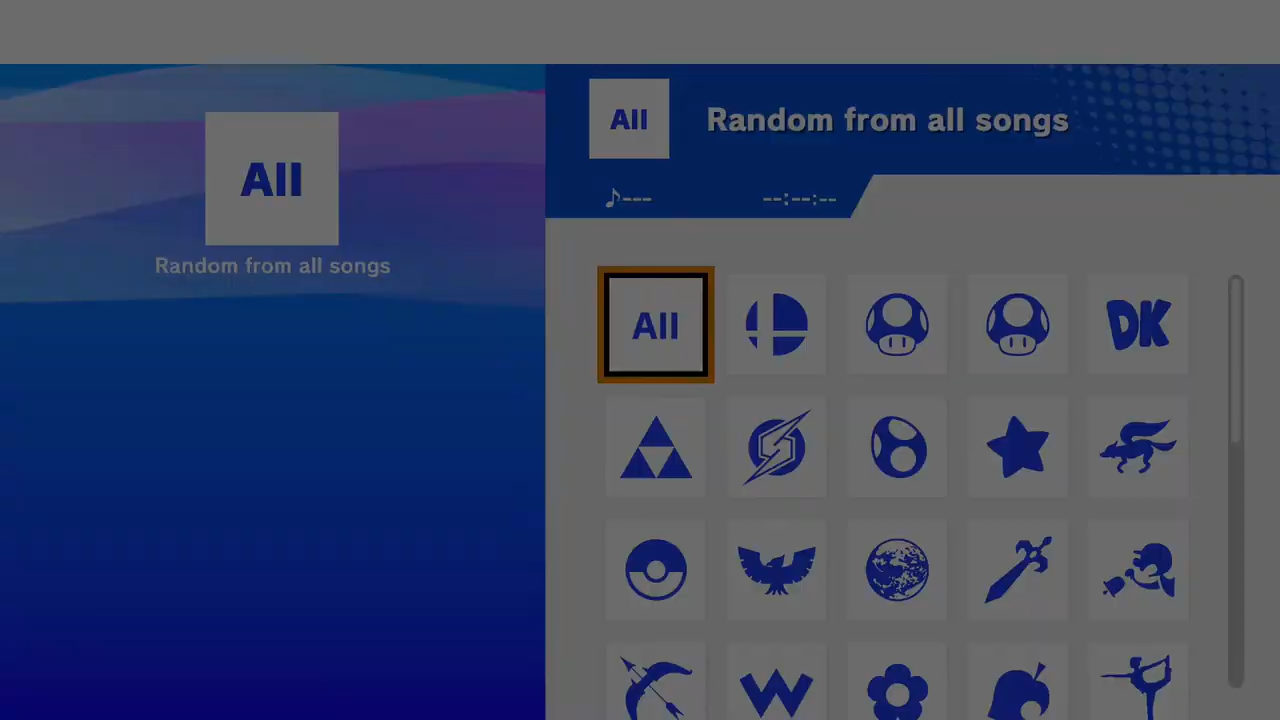 All
Random from all songs
All
Random from all songs
♪--- --:--:--
All
DK